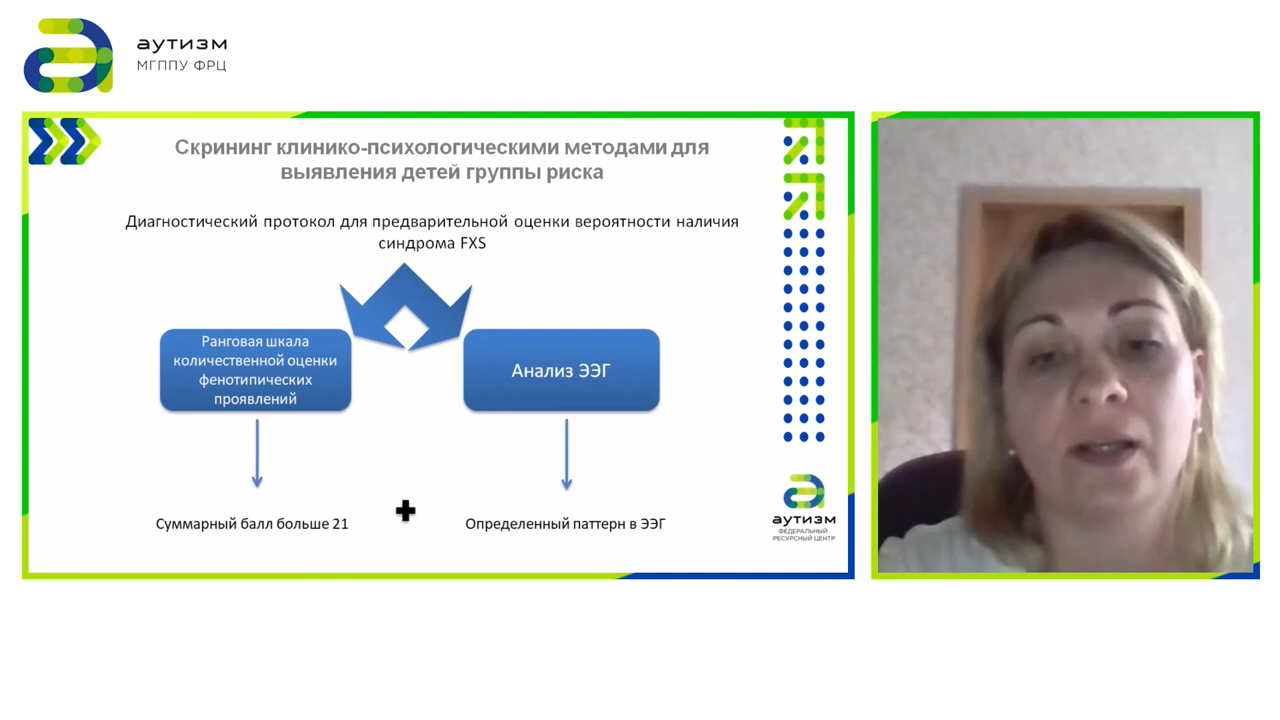 аутизм
МГППУ ФРЦ
Скрининг клинико-психологическими методами для
выявления детей группы риска
Диагностический протокол для предварительной оценки вероятности наличия
синдрома FXS
Ранговая шкала
количественной оценки
фенотипических
проявлений
Анализ ЭЭГ
Суммарный балл больше 21
Определенный паттерн в ЭЭГ
аутизм
ФЕДЕРАЛЬНЫЙ
РЕСУРСНЫЙ ЦЕНТР